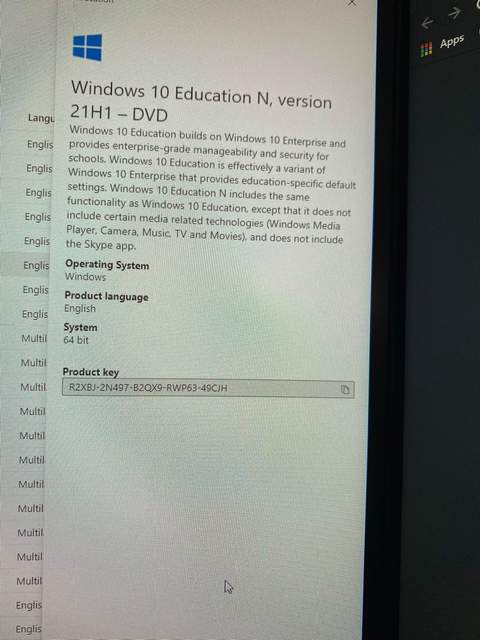 Windows 10 Education N, version
21H1 – DVD
Windows 10 Education builds on Windows 10 Enterprise and
provides enterprise-grade manageability and security for
schools. Windows 10 Education is effectively a variant of
Windows 10 Enterprise that provides education-specific default
settings. Windows 10 Education N includes the same
functionality as Windows 10 Education, except that it does not
include certain media related technologies (Windows Media
Player, Camera, Music, TV and Movies), and does not include
the Skype app.
Operating System
Windows
Product language
English
System
64 bit
Product key
R2XBJ-2N497-B2QX9-RWP63-49CJH
Langu
Englis
Englis
Englis
Englis
Englis
Englis
Englis
Englis
Multil
Multil
Multil
Multil
Multil
Multil
Multil
Multil
Multil
Multil
Multil
Englis
Englis
Apps